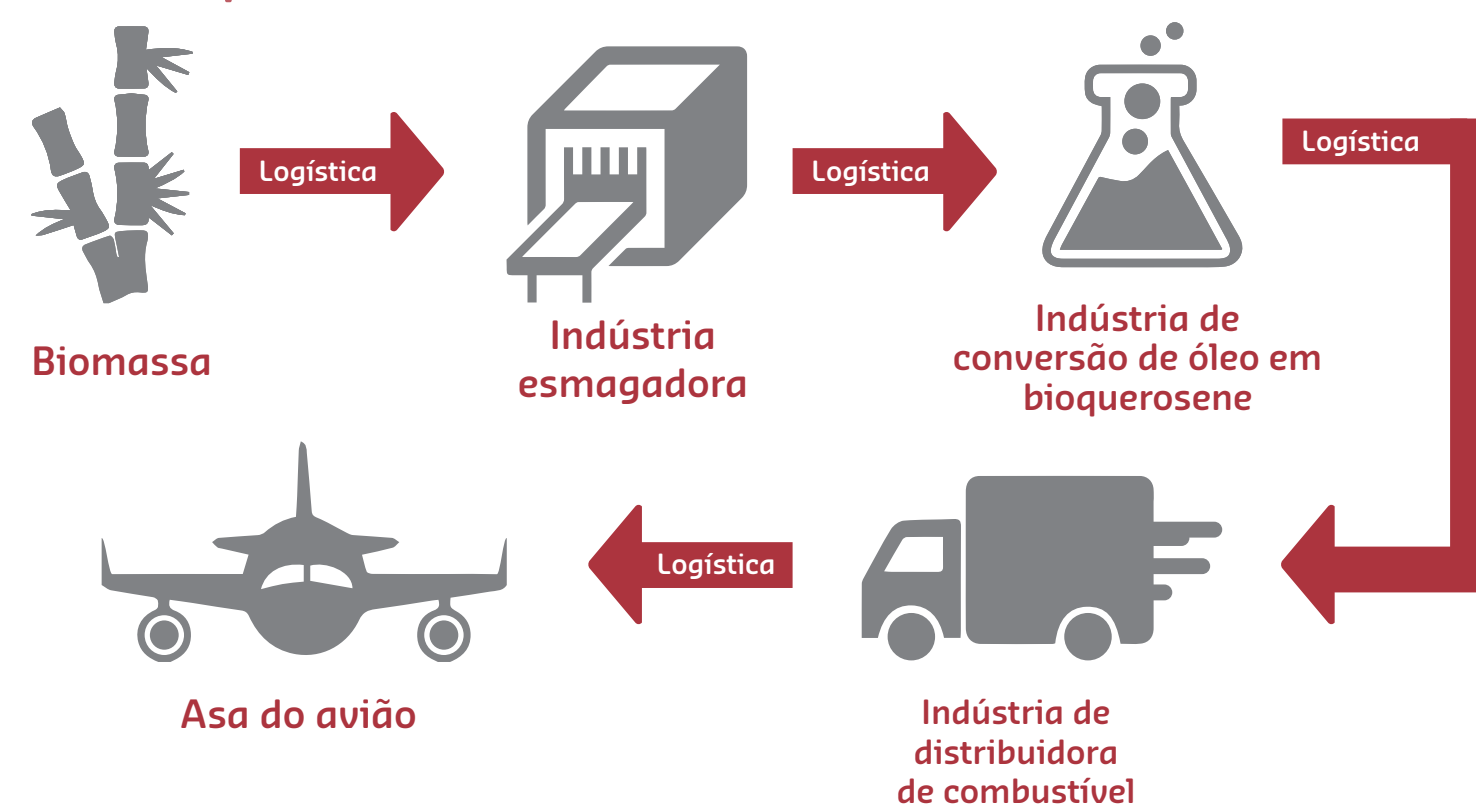 Logística
Logística
Logística
Biomassa
Indústria
esmagadora
Indústria de
conversão de óleo em
bioquerosene
Logística
Asa do avião
Indústria de
distribuidora
de combustível